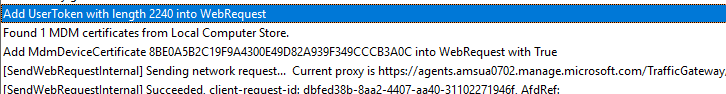 Add UserToken with length 2240 into WebRequest
Found 1 MDM certificates from Local Computer Store.
Add MdmDeviceCertificate 8BE0A5B2C19F9A4300E49D82A939F349CCCB3A0C into WebRequest with True
[SendWebRequestInternal] Sending network request... Current proxy is https://agents.amsua0702.manage.microsoft.com/TrafficGateway,
[SendWebRequestInternal] Succeeded. client-request-id: dbfed38b-8aa2-4407-aa40-31102271946f. AfdRef: